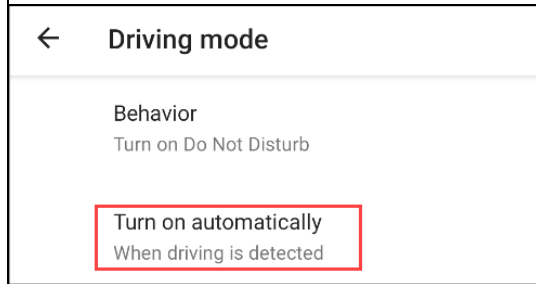 Driving mode
Behavior
Turn on Do Not Disturb
Turn on automatically
When driving is detected